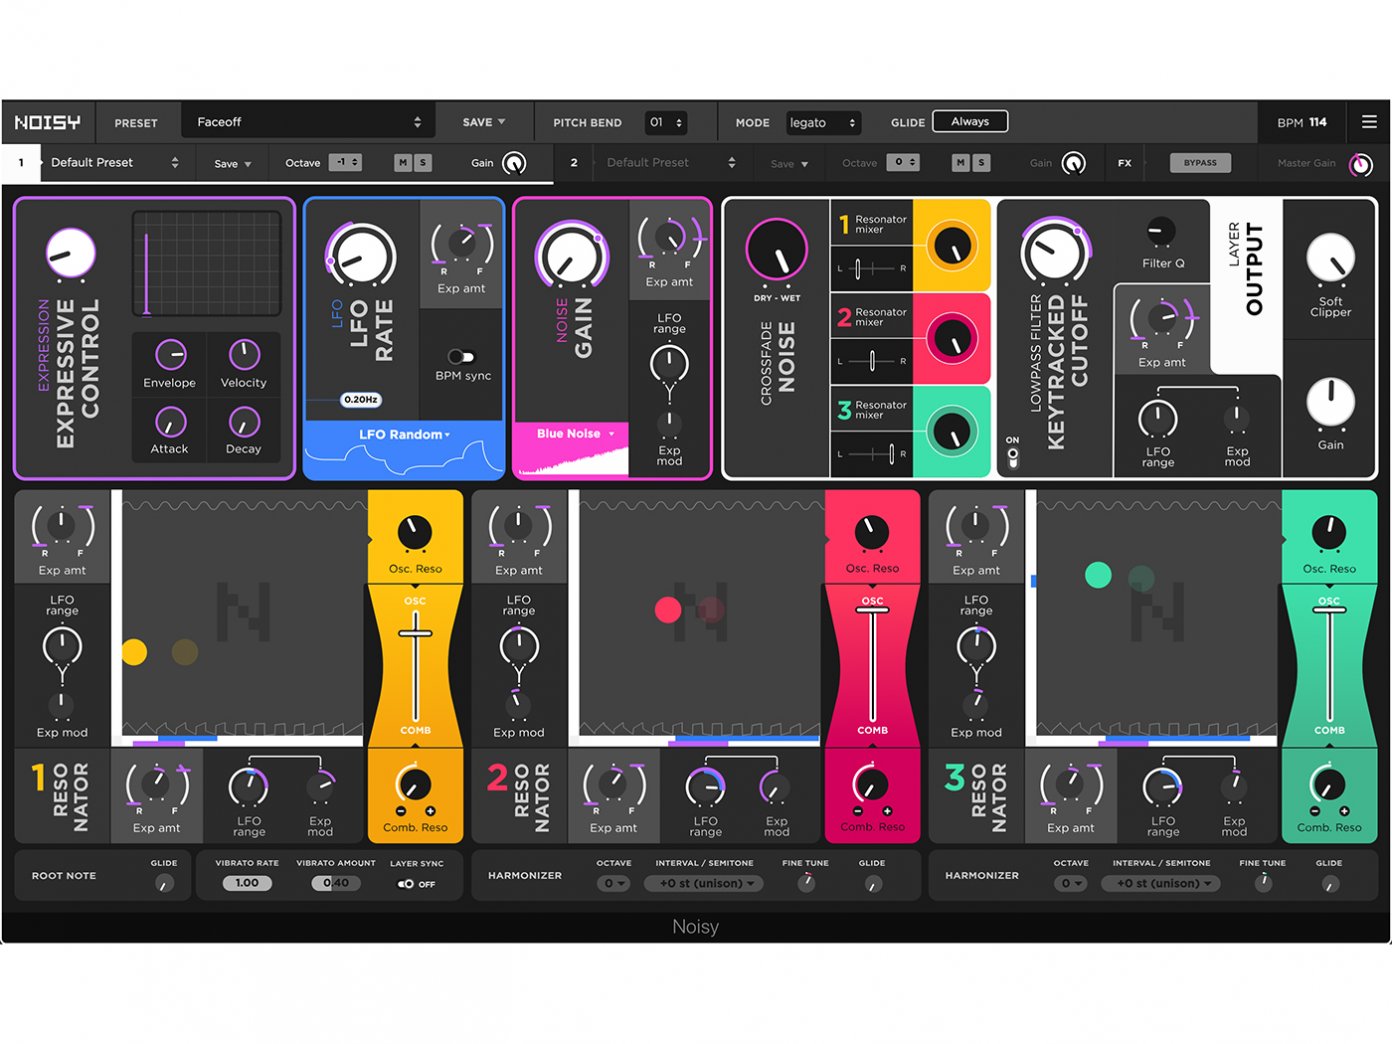 NOISY PRESET Faceoff SAVE PITCH BEND 01 MODE legato GLIDE Always BPM 114
1 Default Preset Save Octave -1 M S Gain 2 Default Preset Save Octave 0 M S Gain FX BYPASS Master Gain
EXPRESSION
EXPRESSIVE
CONTROL
Envelope Velocity
Attack Decay
LFO
LFO
RATE
R F
Exp amt
BPM sync
0.20Hz
LFO Random
NOISE
GAIN
R F
Exp amt
LFO
range
Exp
mod
Blue Noise
DRY - WET
CROSSFADE
NOISE
1 Resonator
mixer
L R
2 Resonator
mixer
L R
3 Resonator
mixer
L R
LOWPASS FILTER
KEYTRACKED
CUTOFF
ON
Filter Q
R F
Exp amt
LFO
range
Exp
mod
LAYER
OUTPUT
Soft
Clipper
Gain
R F
Exp amt
LFO
range
Exp mod
N
Osc. Reso
OSC
COMB
1 RESO
NATOR
R F
Exp amt
LFO
range
Exp
mod
Comb. Reso
R F
Exp amt
LFO
range
Exp mod
N
Osc. Reso
OSC
COMB
2 RESO
NATOR
R F
Exp amt
LFO
range
Exp
mod
Comb. Reso
R F
Exp amt
LFO
range
Exp mod
N
Osc. Reso
OSC
COMB
3 RESO
NATOR
R F
Exp amt
LFO
range
Exp
mod
Comb. Reso
ROOT NOTE GLIDE
VIBRATO RATE VIBRATO AMOUNT LAYER SYNC
1.00 0.40 OFF
HARMONIZER OCTAVE INTERVAL / SEMITONE FINE TUNE GLIDE
0 +0 st (unison)
HARMONIZER OCTAVE INTERVAL / SEMITONE FINE TUNE GLIDE
0 +0 st (unison)
Noisy